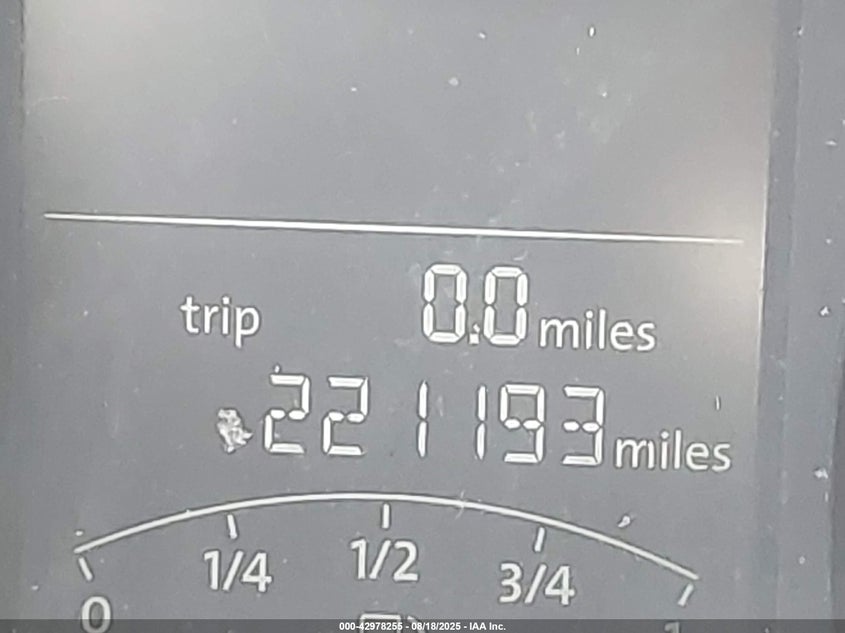 trip 0.0 miles
221193 miles
0 1/4 1/2 3/4 1
000-42978255 - 08/18/2025 - IAA Inc.